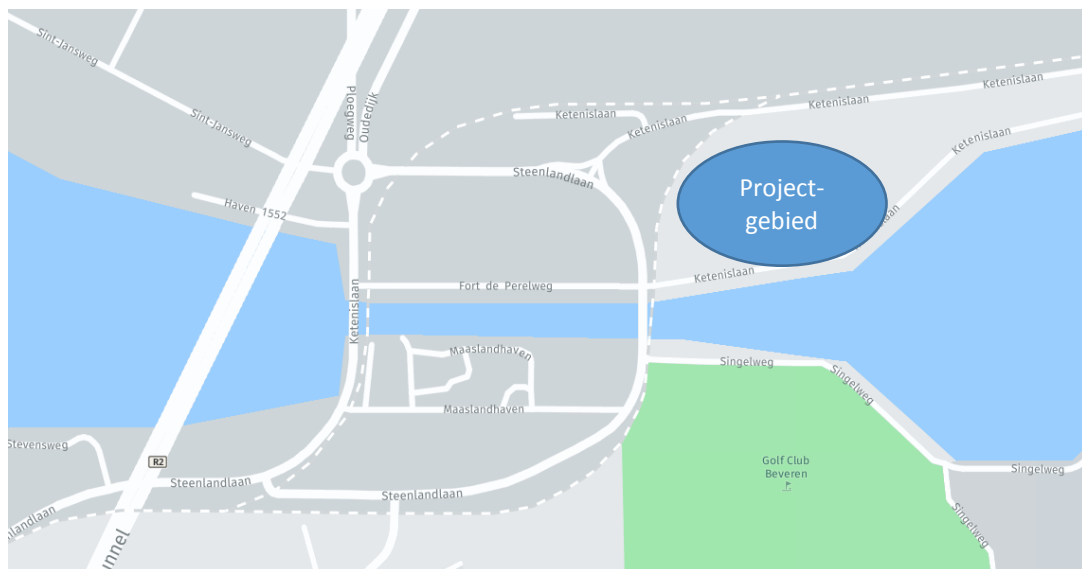 Sint-Jansweg
Ploegweg
Oudedijk
Ketenislaan
Ketenislaan
Ketenislaan
Ketenislaan
Ketenislaan
Sint-Jansweg
Steenlandlaan
Project-
gebied
Haven 1552
Ketenislaan
Fort de Perelweg
Ketenislaan
Maaslandhaven
Singelweg
Singelweg
Maaslandhaven
Stevensweg
R2
Golf Club
Beveren
Singelweg
Steenlandlaan
Steenlandlaan
Singelweg